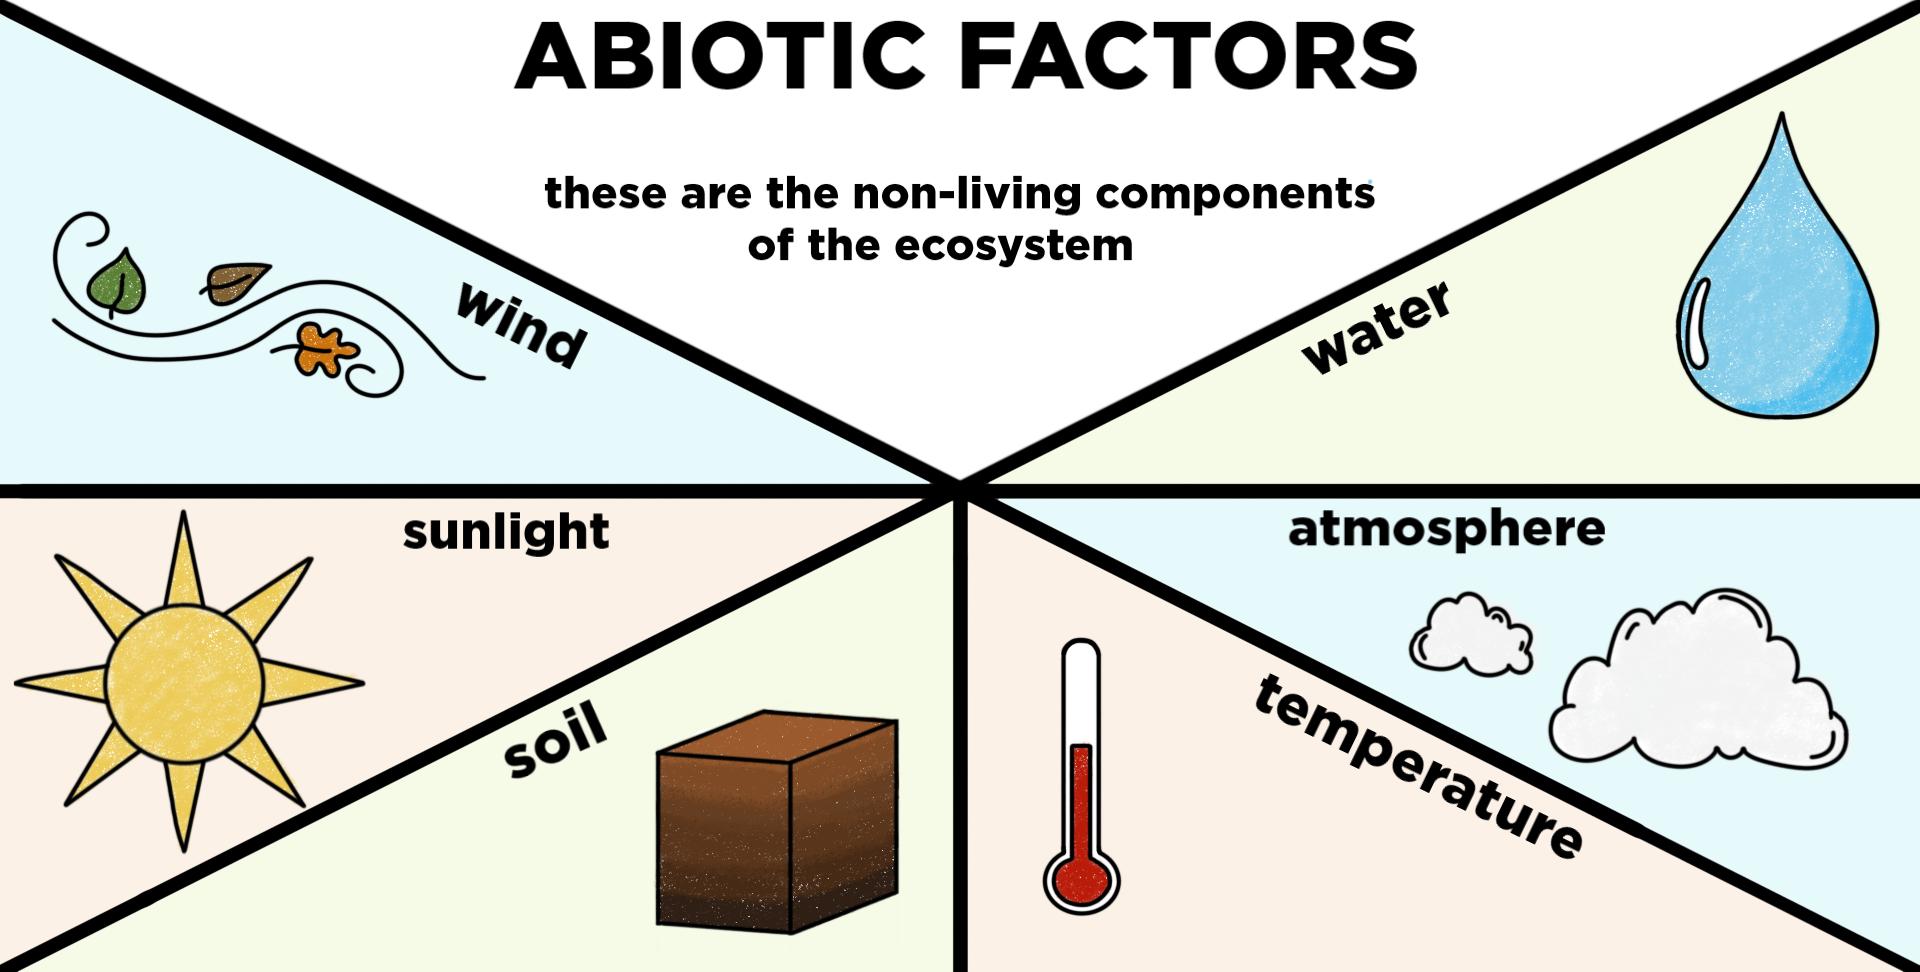 ABIOTIC FACTORS
these are the non-living components
of the ecosystem
wind
water
sunlight
atmosphere
soil
temperature